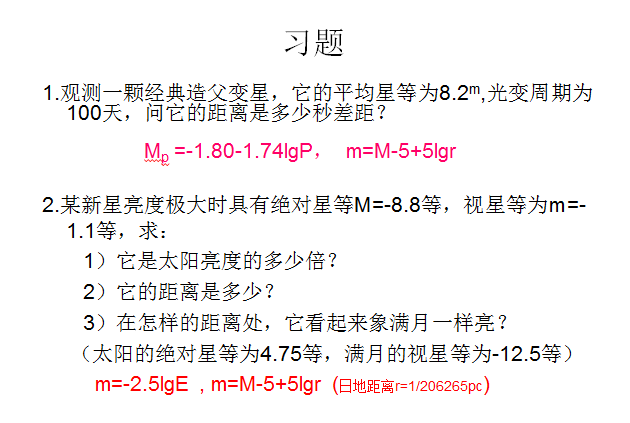 习题
1.观测一颗经典造父变星，它的平均星等为8.2ᵐ,光变周期为
100天，问它的距离是多少秒差距？
Mₚ =-1.80-1.74lgP， m=M-5+5lgr
2.某新星亮度极大时具有绝对星等M=-8.8等，视星等为m=-
1.1等，求：
1）它是太阳亮度的多少倍？
2）它的距离是多少？
3）在怎样的距离处，它看起来象满月一样亮？
（太阳的绝对星等为4.75等，满月的视星等为-12.5等）
m=-2.5lgE , m=M-5+5lgr (日地距离r=1/206265pc)